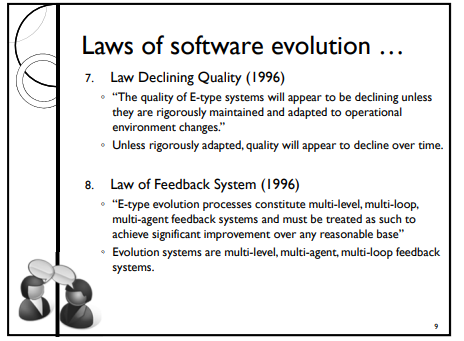 Laws of software evolution …
7. Law Declining Quality (1996)
◦ “The quality of E-type systems will appear to be declining unless
they are rigorously maintained and adapted to operational
environment changes.”
◦ Unless rigorously adapted, quality will appear to decline over time.
8. Law of Feedback System (1996)
◦ “E-type evolution processes constitute multi-level, multi-loop,
multi-agent feedback systems and must be treated as such to
achieve significant improvement over any reasonable base”
◦ Evolution systems are multi-level, multi-agent, multi-loop feedback
systems.
9